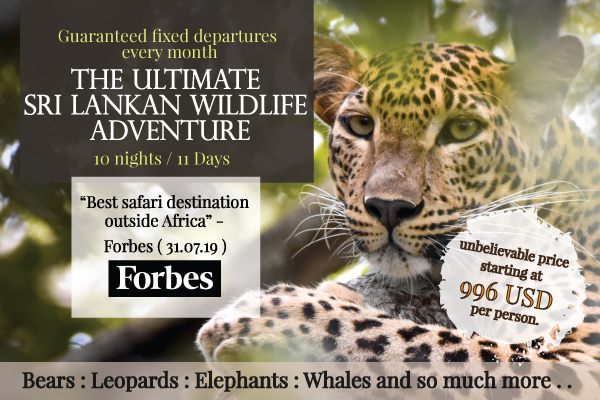 Guaranteed fixed departures
every month
THE ULTIMATE
SRI LANKAN WILDLIFE
ADVENTURE
10 nights / 11 Days
“Best safari destination
outside Africa” -
Forbes ( 31.07.19 )
Forbes
unbelievable price
starting at
996 USD
per person.
Bears : Leopards : Elephants : Whales and so much more . .